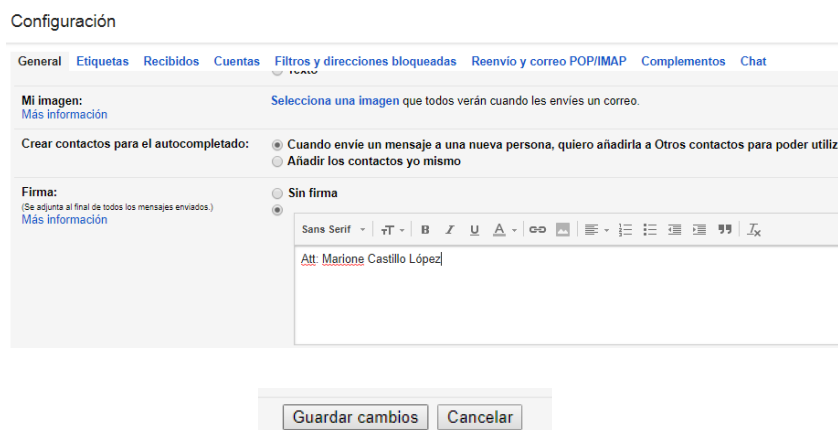 Configuración
General Etiquetas Recibidos Cuentas Filtros y direcciones bloqueadas Reenvío y correo POP/IMAP Complementos Chat
Texto
Mi imagen: Selecciona una imagen que todos verán cuando les envíes un correo.
Más información
Crear contactos para el autocompletado: Cuando envíe un mensaje a una nueva persona, quiero añadirla a Otros contactos para poder utiliz
Añadir los contactos yo mismo
Firma: Sin firma
(Se adjunta al final de todos los mensajes enviados.)
Más información
Sans Serif
Att: Marione Castillo López
Guardar cambios Cancelar